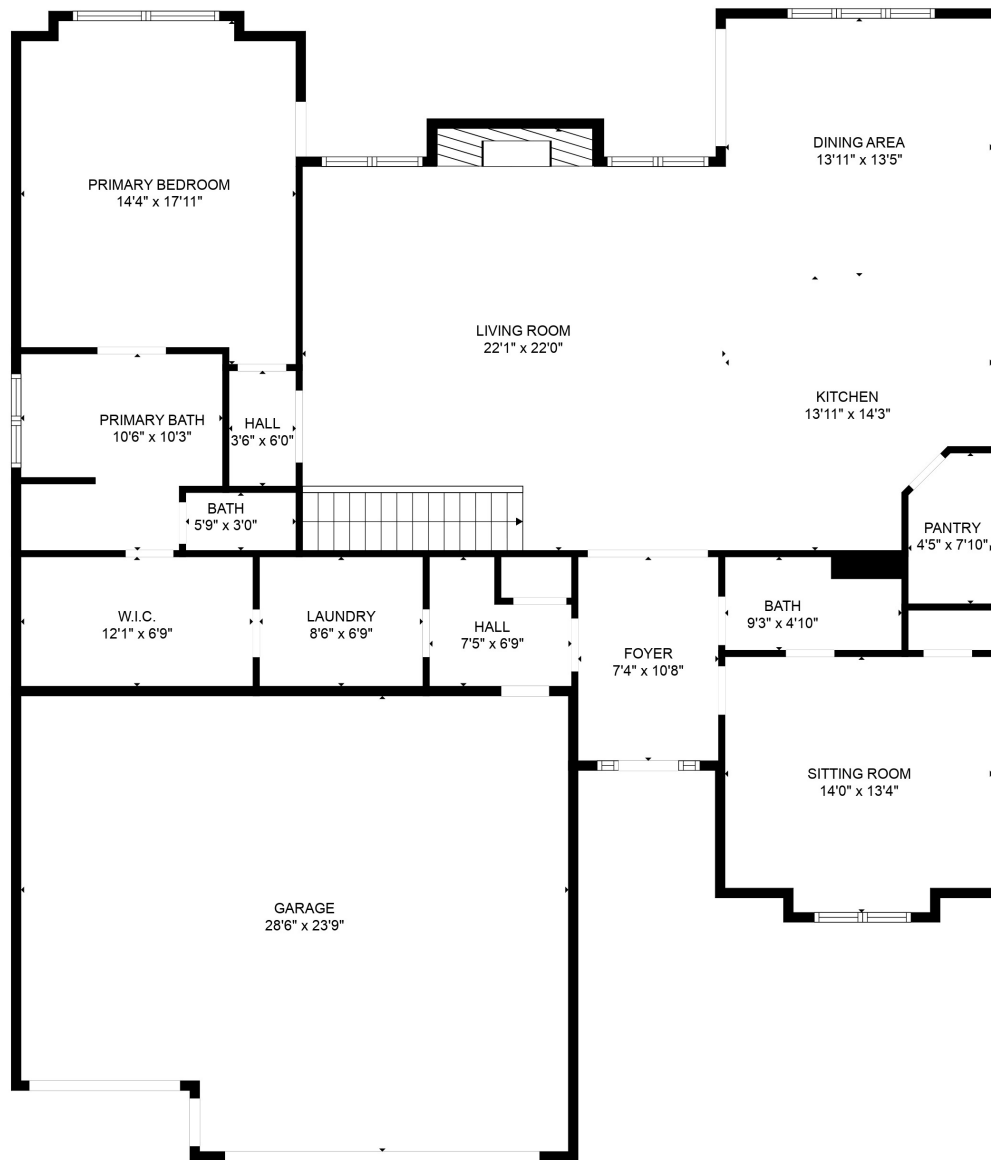 DINING AREA
13'11" x 13'5"
PRIMARY BEDROOM
14'4" x 17'11"
LIVING ROOM
22'1" x 22'0"
KITCHEN
13'11" x 14'3"
PRIMARY BATH
10'6" x 10'3"
HALL
3'6" x 6'0"
BATH
5'9" x 3'0"
PANTRY
4'5" x 7'10"
W.I.C.
12'1" x 6'9"
LAUNDRY
8'6" x 6'9"
HALL
7'5" x 6'9"
FOYER
7'4" x 10'8"
BATH
9'3" x 4'10"
SITTING ROOM
14'0" x 13'4"
GARAGE
28'6" x 23'9"